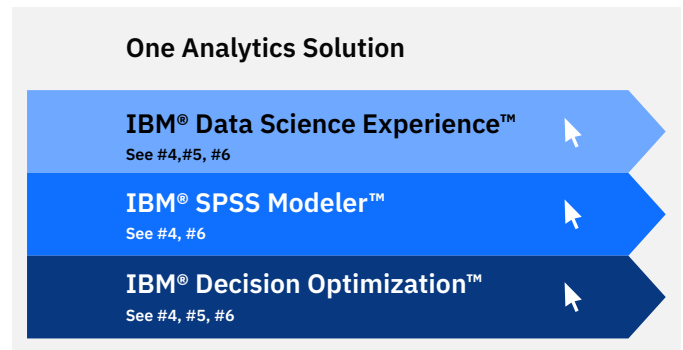 One Analytics Solution
IBM® Data Science Experience™
See #4,#5, #6
IBM® SPSS Modeler™
See #4, #6
IBM® Decision Optimization™
See #4, #5, #6